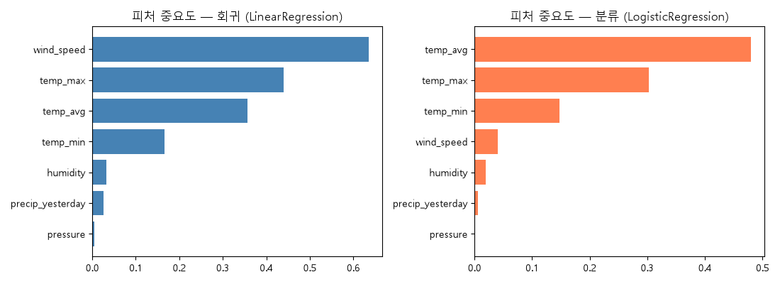 피처 중요도 — 회귀 (LinearRegression)
wind_speed
temp_max
temp_avg
temp_min
humidity
precip_yesterday
pressure
0.0 0.1 0.2 0.3 0.4 0.5 0.6
피처 중요도 — 분류 (LogisticRegression)
temp_avg
temp_max
temp_min
wind_speed
humidity
precip_yesterday
pressure
0.0 0.1 0.2 0.3 0.4 0.5